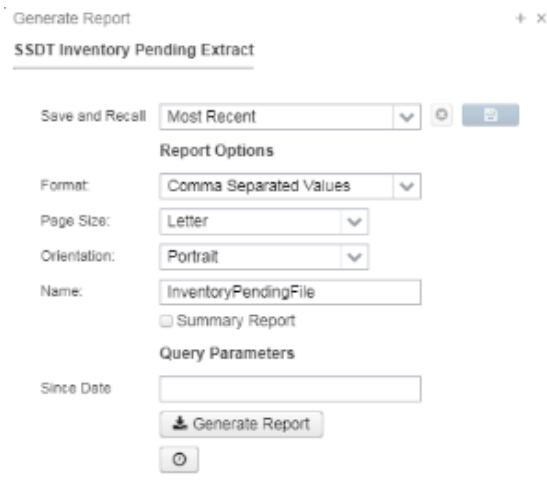 Generate Report
SSDT Inventory Pending Extract
Save and Recall Most Recent
Report Options
Format: Comma Separated Values
Page Size: Letter
Orientation: Portrait
Name: InventoryPendingFile
Summary Report
Query Parameters
Since Date
Generate Report